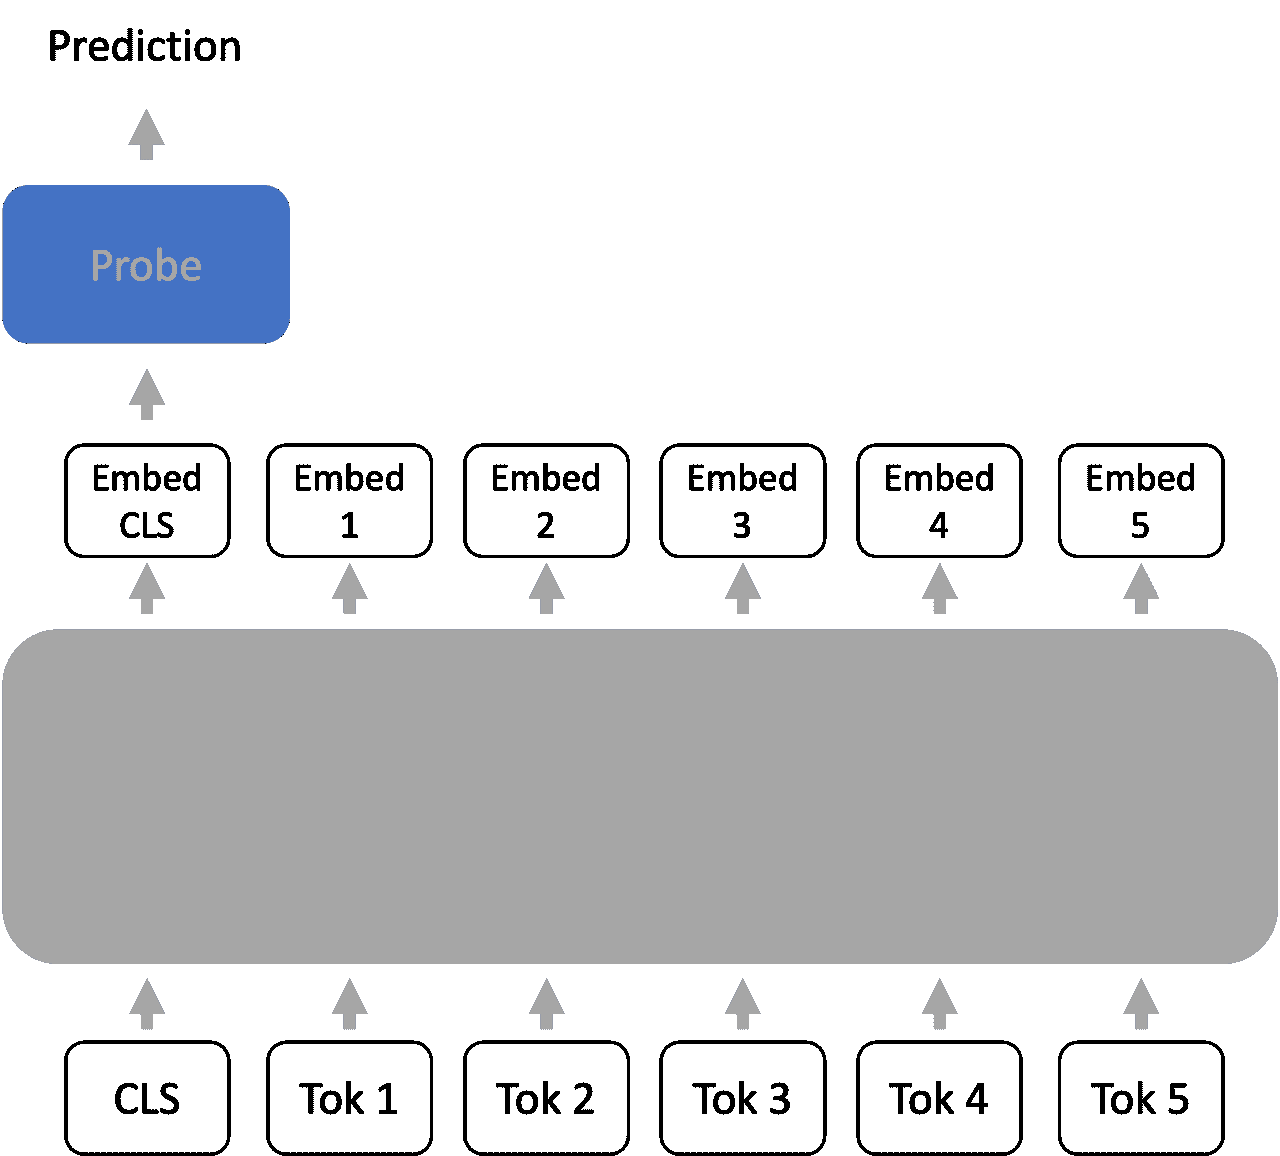 Prediction
Probe
Embed CLS
Embed 1
Embed 2
Embed 3
Embed 4
Embed 5
CLS
Tok 1
Tok 2
Tok 3
Tok 4
Tok 5